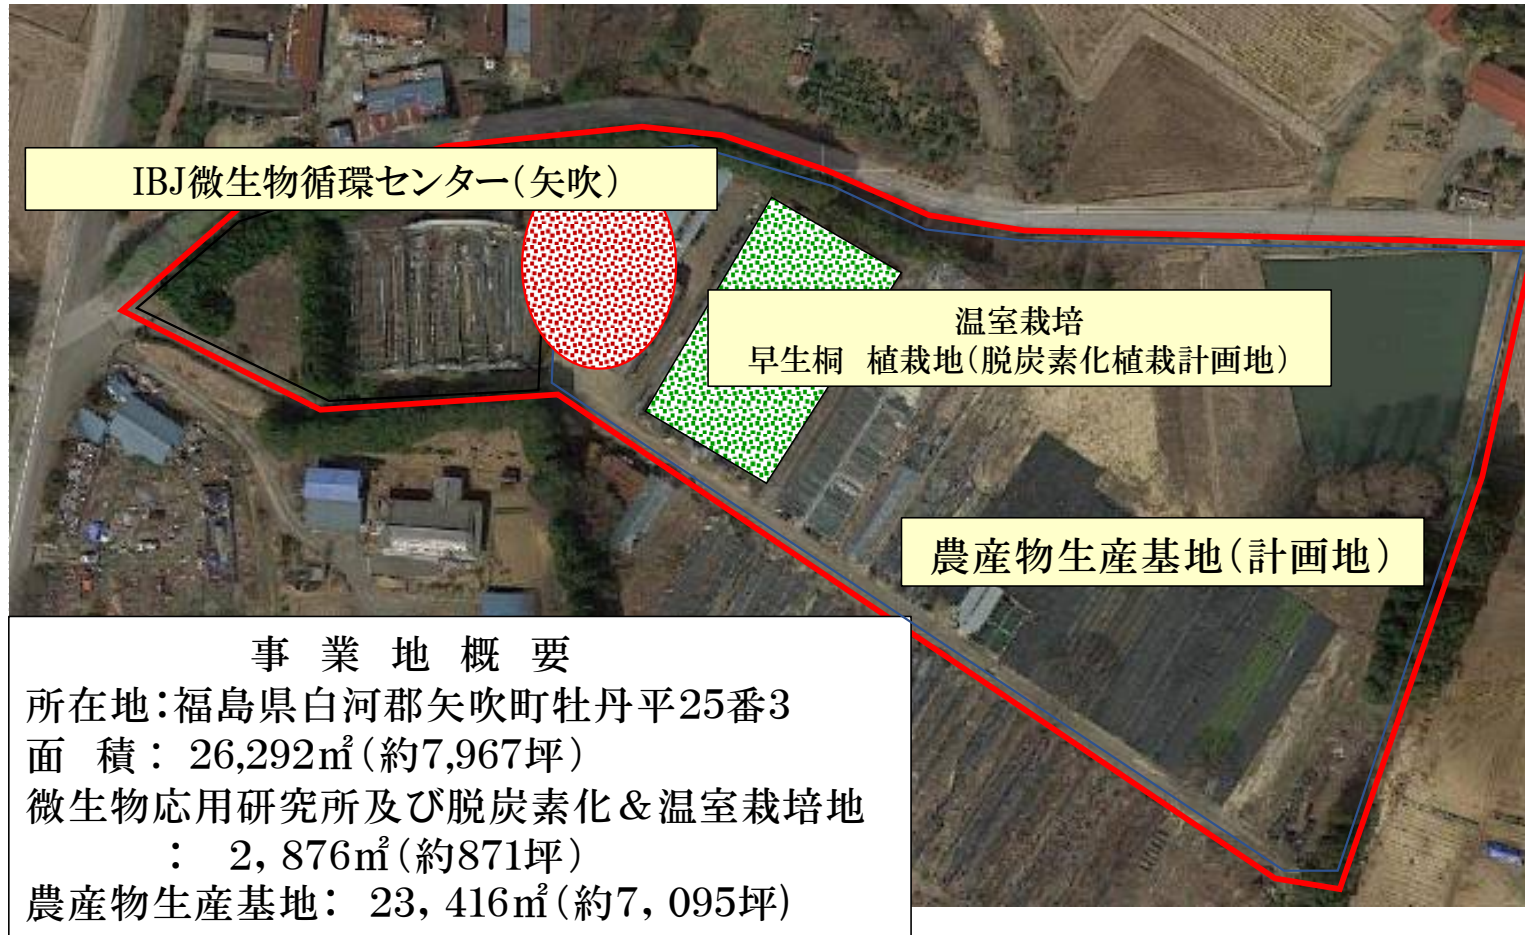 IBJ微生物循環センター(矢吹)
温室栽培
早生桐 植栽地(脱炭素化植栽計画地)
農産物生産基地(計画地)
事 業 地 概 要
所在地:福島県白河郡矢吹町牡丹平25番3
面 積: 26,292㎡(約7,967坪)
微生物応用研究所及び脱炭素化&温室栽培地
: 2,876㎡(約871坪)
農産物生産基地: 23,416㎡(約7,095坪)